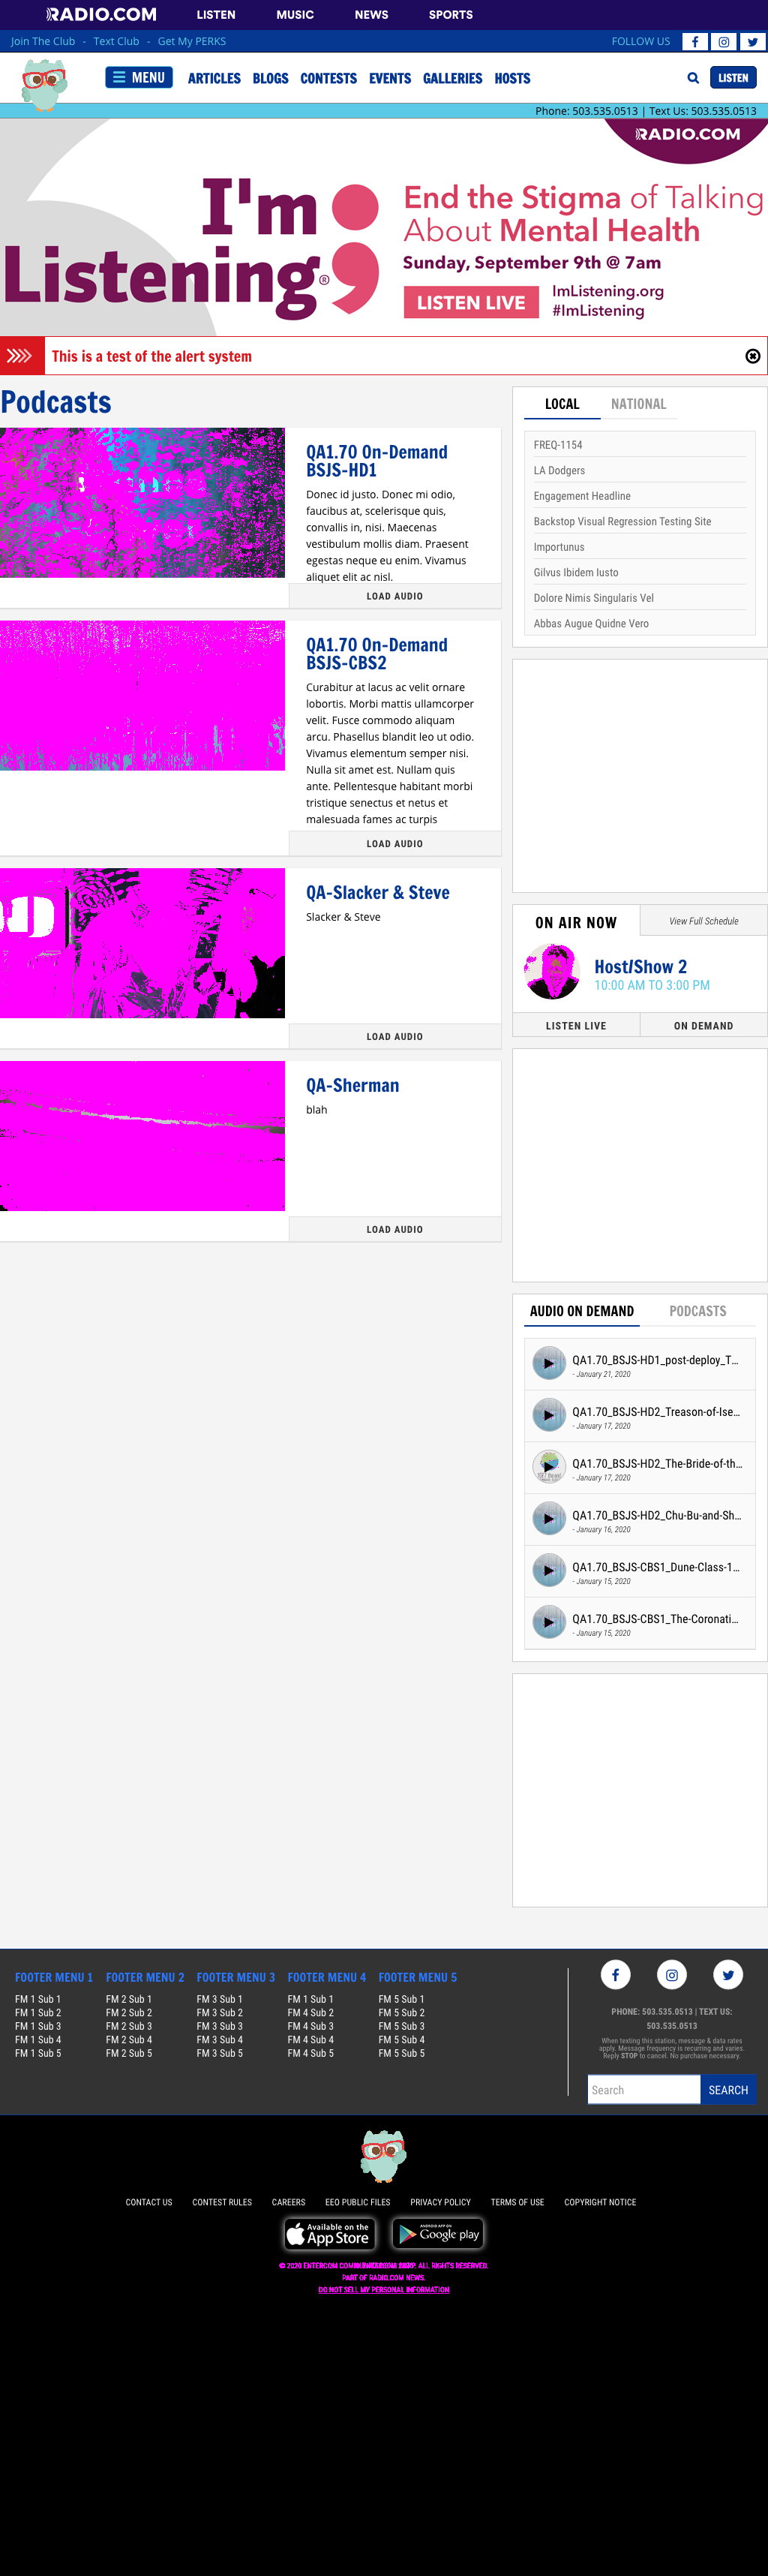 RADIO.COM LISTEN MUSIC NEWS SPORTS
Join The Club - Text Club - Get My PERKS FOLLOW US
MENU ARTICLES BLOGS CONTESTS EVENTS GALLERIES HOSTS LISTEN
Phone: 503.535.0513 | Text Us: 503.535.0513
RADIO.COM
I'm
Listening®
End the Stigma of Talking
About Mental Health
Sunday, September 9th @ 7am
LISTEN LIVE
ImListening.org
#ImListening
This is a test of the alert system
Podcasts
QA1.70 On-Demand
BSJS-HD1
Donec id justo. Donec mi odio,
faucibus at, scelerisque quis,
convallis in, nisi. Maecenas
vestibulum mollis diam. Praesent
egestas neque eu enim. Vivamus
aliquet elit ac nisl.
LOAD AUDIO
QA1.70 On-Demand
BSJS-CBS2
Curabitur at lacus ac velit ornare
lobortis. Morbi mattis ullamcorper
velit. Fusce commodo aliquam
arcu. Phasellus blandit leo ut odio.
Vivamus elementum semper nisi.
Nulla sit amet est. Nullam quis
ante. Pellentesque habitant morbi
tristique senectus et netus et
malesuada fames ac turpis
LOAD AUDIO
QA-Slacker & Steve
Slacker & Steve
LOAD AUDIO
QA-Sherman
blah
LOAD AUDIO
LOCAL NATIONAL
FREQ-1154
LA Dodgers
Engagement Headline
Backstop Visual Regression Testing Site
Importunus
Gilvus Ibidem Iusto
Dolore Nimis Singularis Vel
Abbas Augue Quidne Vero
ON AIR NOW View Full Schedule
Host/Show 2
10:00 AM TO 3:00 PM
LISTEN LIVE ON DEMAND
AUDIO ON DEMAND PODCASTS
QA1.70_BSJS-HD1_post-deploy_T...
- January 21, 2020
QA1.70_BSJS-HD2_Treason-of-Ise...
- January 17, 2020
QA1.70_BSJS-HD2_The-Bride-of-th...
- January 17, 2020
QA1.70_BSJS-HD2_Chu-Bu-and-Sh...
- January 16, 2020
QA1.70_BSJS-CBS1_Dune-Class-1...
- January 15, 2020
QA1.70_BSJS-CBS1_The-Coronati...
- January 15, 2020
FOOTER MENU 1 FOOTER MENU 2 FOOTER MENU 3 FOOTER MENU 4 FOOTER MENU 5
FM 1 Sub 1 FM 2 Sub 1 FM 3 Sub 1 FM 1 Sub 1 FM 5 Sub 1
FM 1 Sub 2 FM 2 Sub 2 FM 3 Sub 2 FM 4 Sub 2 FM 5 Sub 2
FM 1 Sub 3 FM 2 Sub 3 FM 3 Sub 3 FM 4 Sub 3 FM 5 Sub 3
FM 1 Sub 4 FM 2 Sub 4 FM 3 Sub 4 FM 4 Sub 4 FM 5 Sub 4
FM 1 Sub 5 FM 2 Sub 5 FM 3 Sub 5 FM 4 Sub 5 FM 5 Sub 5
PHONE: 503.535.0513 | TEXT US:
503.535.0513
When texting this station, message & data rates
apply. Message frequency is recurring and varies.
Reply STOP to cancel. No purchase necessary.
Search SEARCH
CONTACT US CONTEST RULES CAREERS EEO PUBLIC FILES PRIVACY POLICY TERMS OF USE COPYRIGHT NOTICE
Available on the
App Store
ANDROID APP ON
Google play
© 2020 ENTERCOM ALL RIGHTS RESERVED.
PART OF RADIO.COM NEWS.
DO NOT SELL MY PERSONAL INFORMATION